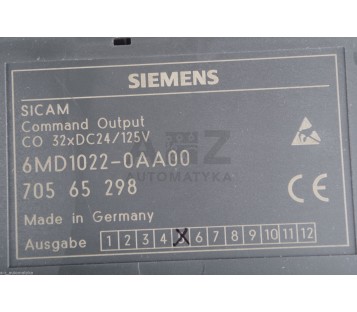 SIEMENS
SICAM
Command Output
CO 32xDC24/125V
6MD1022-0AA00
705 65 298
Made in Germany
Ausgabe 1 2 3 4 X 6 7 8 9 10 11 12
AUTOMATYKA